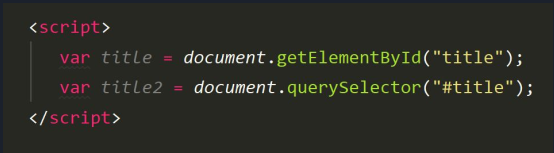 <script>
var title = document.getElementById("title");
var title2 = document.querySelector("#title");
</script>